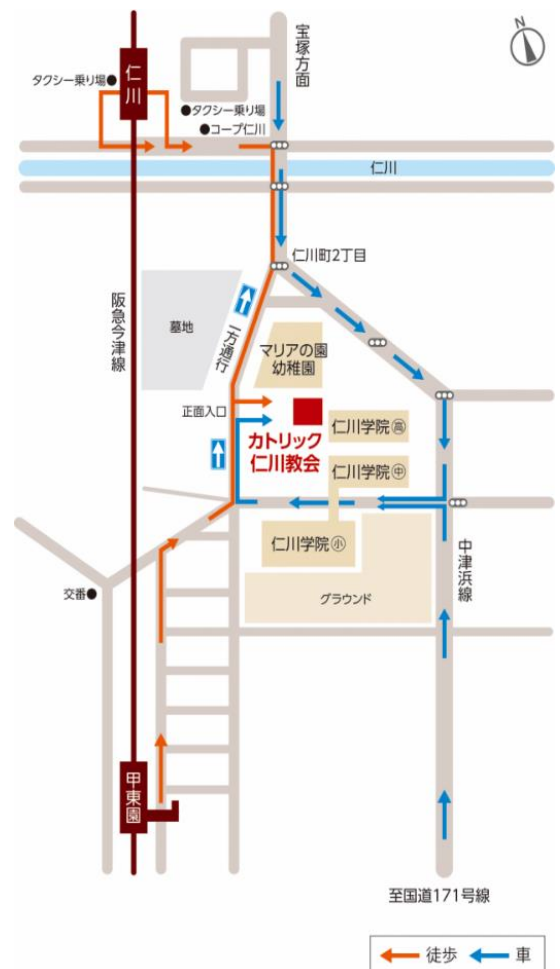 N
宝塚方面
仁川
タクシー乗り場
タクシー乗り場
コープ仁川
仁川
仁川町2丁目
阪急今津線
墓地
一方通行
マリアの園
幼稚園
正面入口
カトリック
仁川教会
仁川学院高
仁川学院中
仁川学院小
グラウンド
中津浜線
交番
甲東園
至国道171号線
徒歩
車